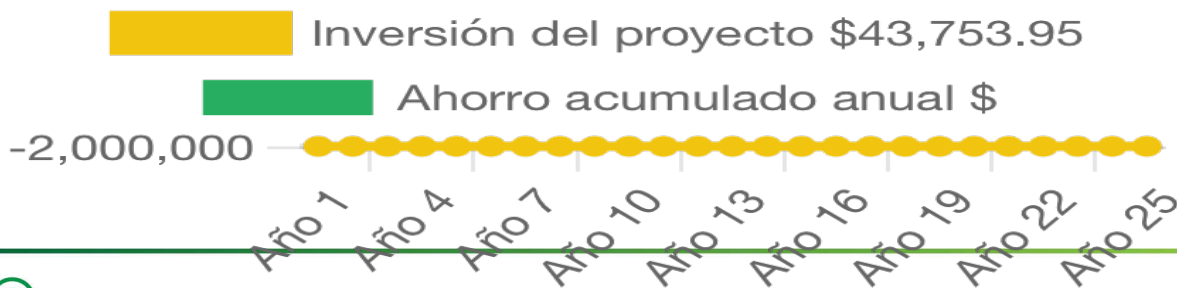 Inversión del proyecto $43,753.95
Ahorro acumulado anual $
-2,000,000
Año 1 Año 4 Año 7 Año 10 Año 13 Año 16 Año 19 Año 22 Año 25